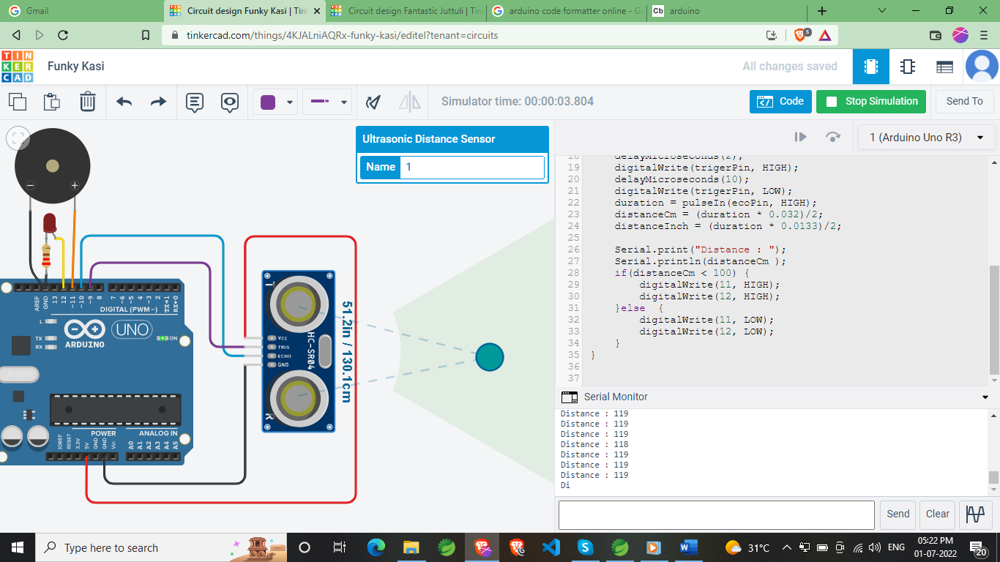 Gmail
Circuit design Funky Kasi | Tin
Circuit design Fantastic Juttuli | Tin
arduino code formatter online - Go
Cb arduino
tinkercad.com/things/4KJALniAQRx-funky-kasi/editel?tenant=circuits
5
TIN
KER
CAD
Funky Kasi
All changes saved
Simulator time: 00:00:03.804
Code
Stop Simulation
Send To
Ultrasonic Distance Sensor
Name 1
1 (Arduino Uno R3)
18 delayMicroseconds(2);
19 digitalWrite(trigerPin, HIGH);
20 delayMicroseconds(10);
21 digitalWrite(trigerPin, LOW);
22 duration = pulseIn(ecoPin, HIGH);
23 distanceCm = (duration * 0.032)/2;
24 distanceInch = (duration * 0.0133)/2;
25
26 Serial.print("Distance : ");
27 Serial.println(distanceCm );
28 if(distanceCm < 100) {
29 digitalWrite(11, HIGH);
30 digitalWrite(12, HIGH);
31 }else  {
32 digitalWrite(11, LOW);
33 digitalWrite(12, LOW);
34 }
35 }
36
37
AREF
GND
13
12
~11
~10
~9
8
7
~6
~5
4
~3
2
TX→1
RX←0
DIGITAL (PWM~)
L
TX
RX
ARDUINO
UNO
ON
POWER
ANALOG IN
IOREF
RESET
3.3V
5V
GND
GND
Vin
A0
A1
A2
A3
A4
A5
T
Vcc
TRIG
ECHO
GND
HC-SR04
R
51.2in / 130.1cm
Serial Monitor
Distance : 119
Distance : 119
Distance : 119
Distance : 118
Distance : 119
Distance : 119
Distance : 119
Di
Send
Clear
Type here to search
31°C
ENG
05:22 PM
01-07-2022
20